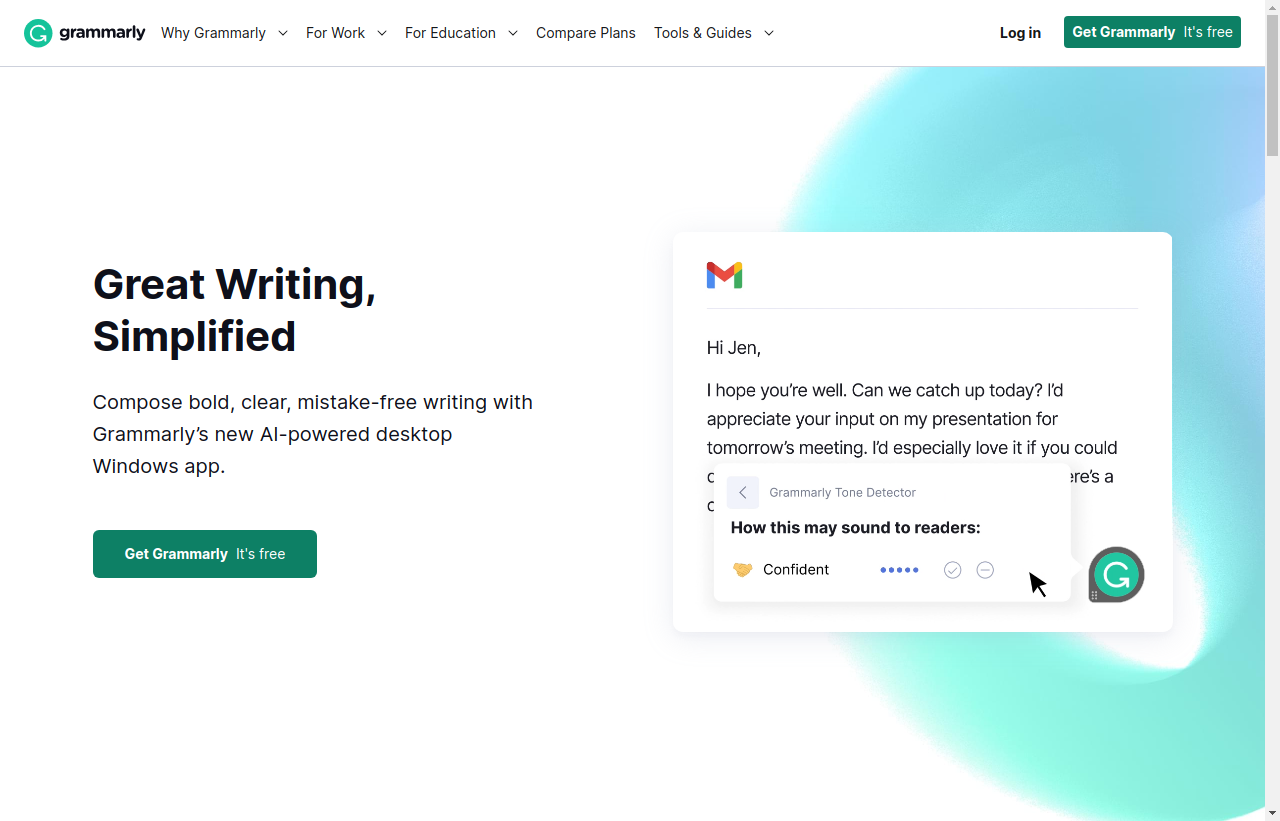 grammarly Why Grammarly For Work For Education Compare Plans Tools & Guides Log in Get Grammarly It's free
Great Writing,
Simplified
Compose bold, clear, mistake-free writing with
Grammarly’s new AI-powered desktop
Windows app.
Get Grammarly It's free
Hi Jen,
I hope you’re well. Can we catch up today? I’d
appreciate your input on my presentation for
tomorrow’s meeting. I’d especially love it if you could
Grammarly Tone Detector
How this may sound to readers:
Confident